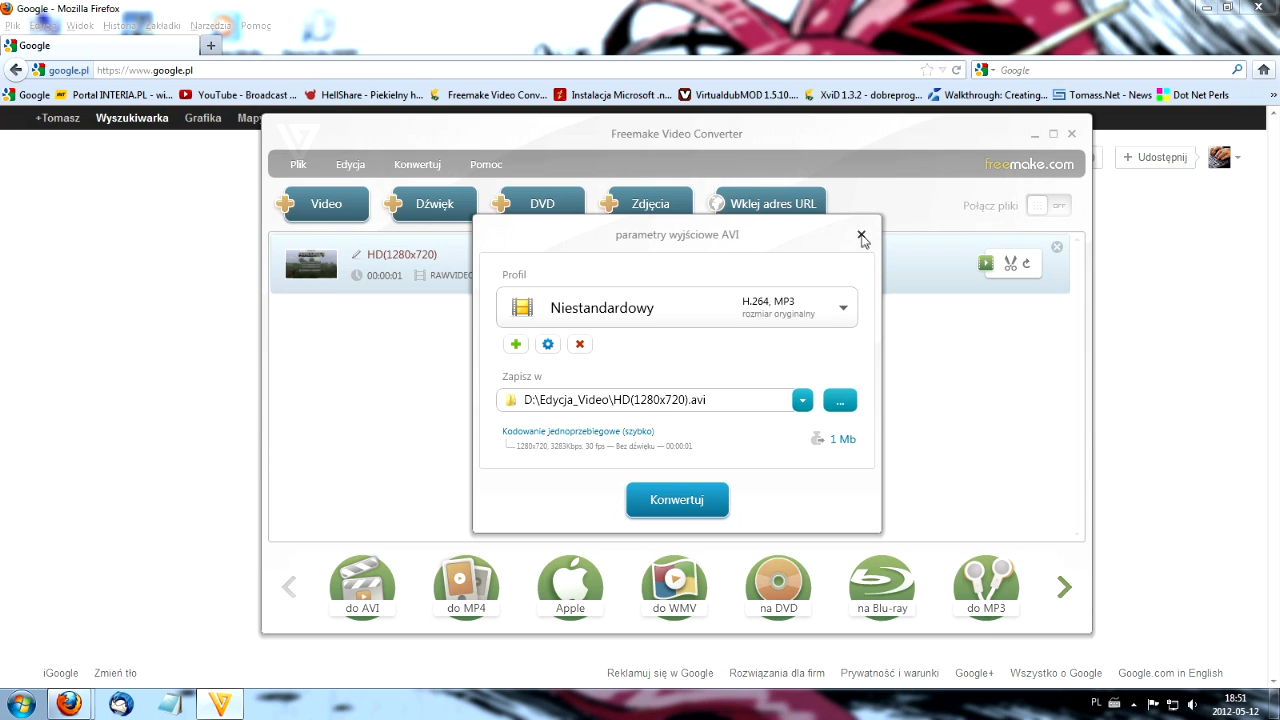 Google - Mozilla Firefox
Plik Edycja Widok Historia Zakładki Narzędzia Pomoc
Google
google.pl https://www.google.pl Google
Google Portal INTERIA.PL - wi... YouTube - Broadcast ... HellShare - Piekielny h... Freemake Video Conv... Instalacja Microsoft .n... VirtualdubMOD 1.5.10.... XviD 1.3.2 - dobreprog... Walkthrough: Creating... Tomass.Net - News Dot Net Perls »
+Tomasz Wyszukiwarka Grafika Mapy
Freemake Video Converter
Plik Edycja Konwertuj Pomoc freemake.com
+ Udostępnij
Video Dźwięk DVD Zdjęcia Wklej adres URL Połącz pliki OFF
parametry wyjściowe AVI
HD(1280x720)
00:00:01 RAWVIDEO
Profil
Niestandardowy
H.264, MP3
rozmiar oryginalny
Zapisz w
D:\Edycja_Video\HD(1280x720).avi ...
Kodowanie jednoprzebiegowe (szybko)
1280x720, 3283Kbps, 30 fps — Bez dźwięku — 00:00:01
1 Mb
Konwertuj
do AVI do MP4 Apple do WMV na DVD na Blu-ray do MP3
iGoogle Zmień tło Reklamuj się w Google Rozwiązania dla firm Prywatność i warunki Google+ Wszystko o Google Google.com in English
PL 18:51
2012-05-12